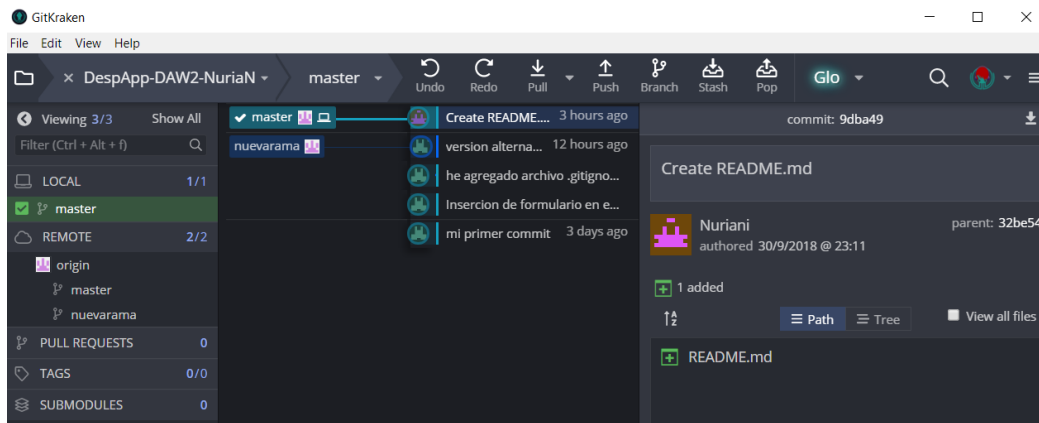 GitKraken
File Edit View Help
× DespApp-DAW2-NuriaN
master
Undo
Redo
Pull
Push
Branch
Stash
Pop
Glo
Viewing 3/3 Show All
Filter (Ctrl + Alt + f)
LOCAL 1/1
master
REMOTE 2/2
origin
master
nuevarama
PULL REQUESTS 0
TAGS 0/0
SUBMODULES 0
master
Create README.... 3 hours ago
nuevarama
version alterna... 12 hours ago
he agregado archivo .gitigno...
Insercion de formulario en e...
mi primer commit 3 days ago
commit: 9dba49
Create README.md
Nuriani
authored 30/9/2018 @ 23:11
parent: 32be54
1 added
A Z
Path
Tree
View all files
README.md